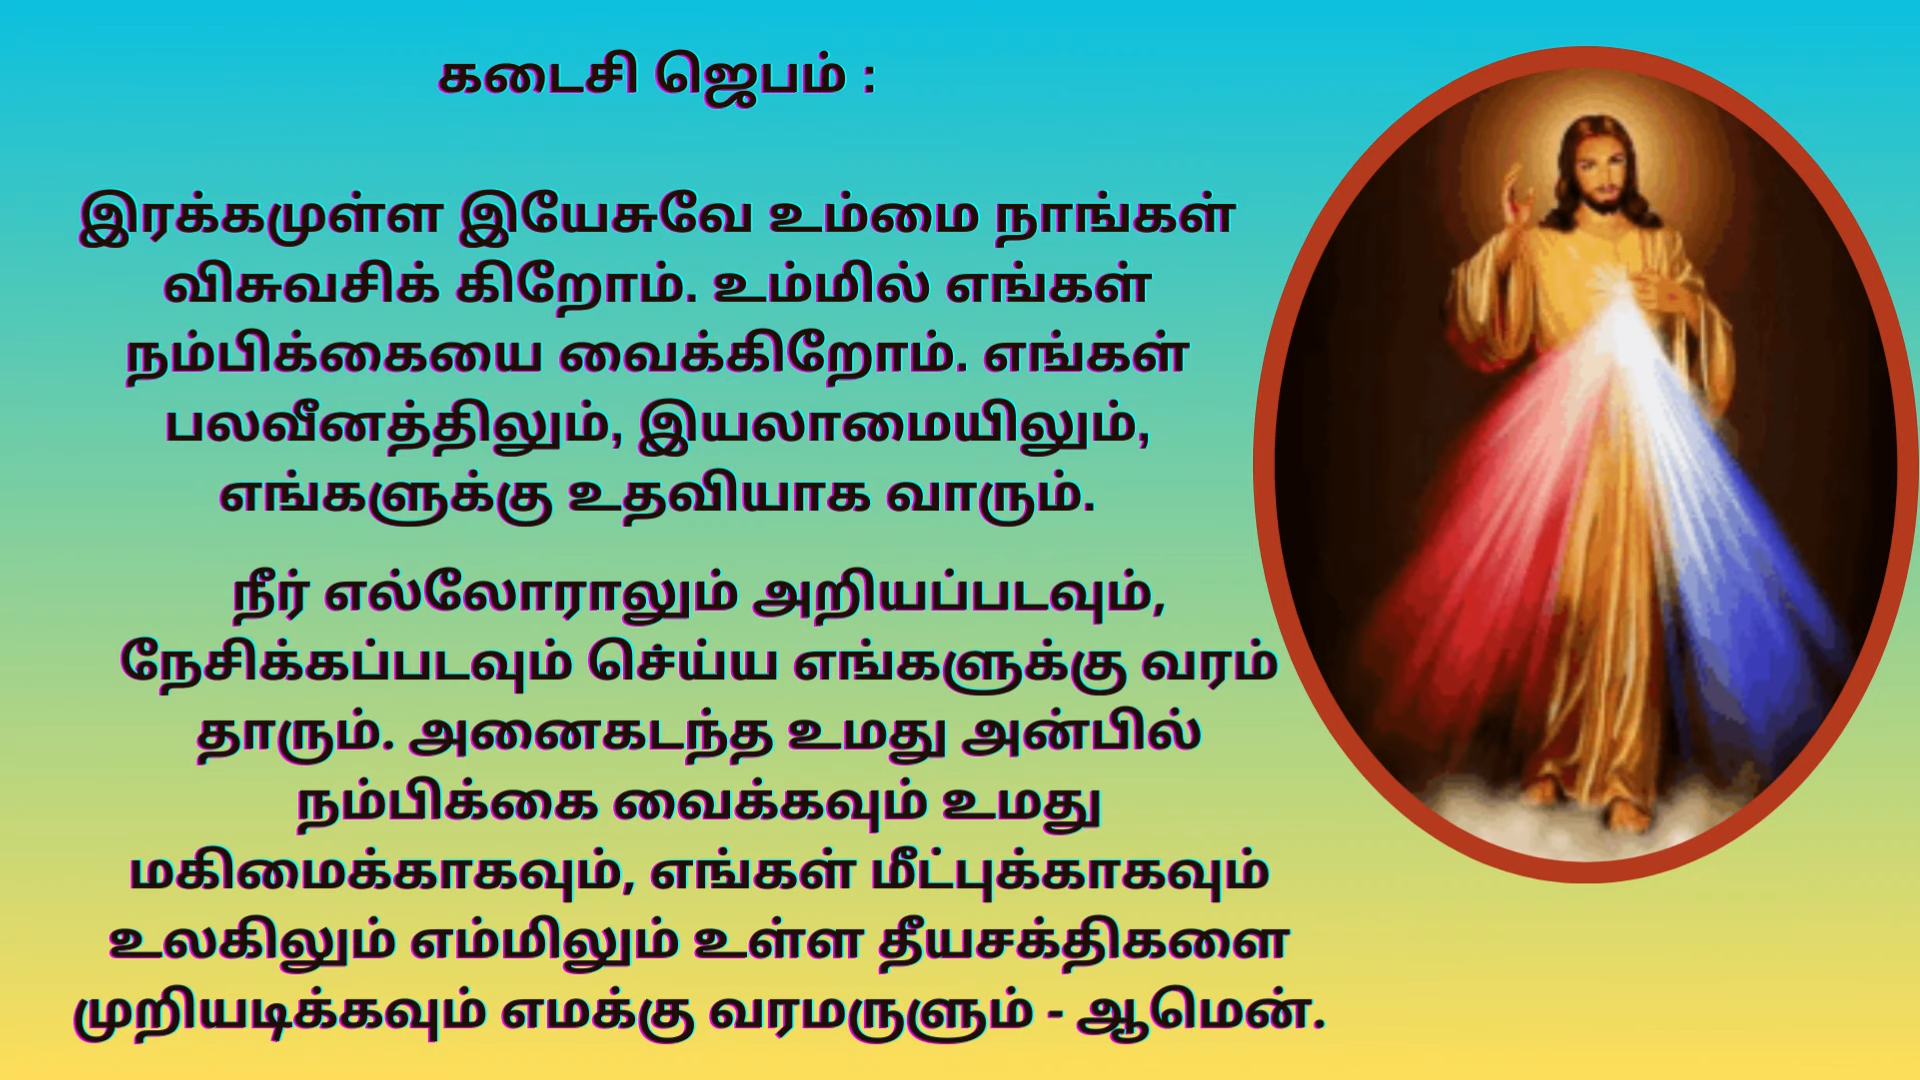 கடைசி ஜெபம் :
இரக்கமுள்ள இயேசுவே உம்மை நாங்கள்
விசுவசிக் கிறோம். உம்மில் எங்கள்
நம்பிக்கையை வைக்கிறோம். எங்கள்
பலவீனத்திலும், இயலாமையிலும்,
எங்களுக்கு உதவியாக வாரும்.
நீர் எல்லோராலும் அறியப்படவும்,
நேசிக்கப்படவும் செ்ய்ய எங்களுக்கு வரம்
தாரும். அனைகடந்த உமது அன்பில்
நம்பிக்கை வைக்கவும் உமது
மகிமைக்காகவும், எங்கள் மீட்புக்காகவும்
உலகிலும் எம்மிலும் உள்ள தீயசக்திகளை
முறியடிக்கவும் எமக்கு வரமருளும் - ஆமென்.